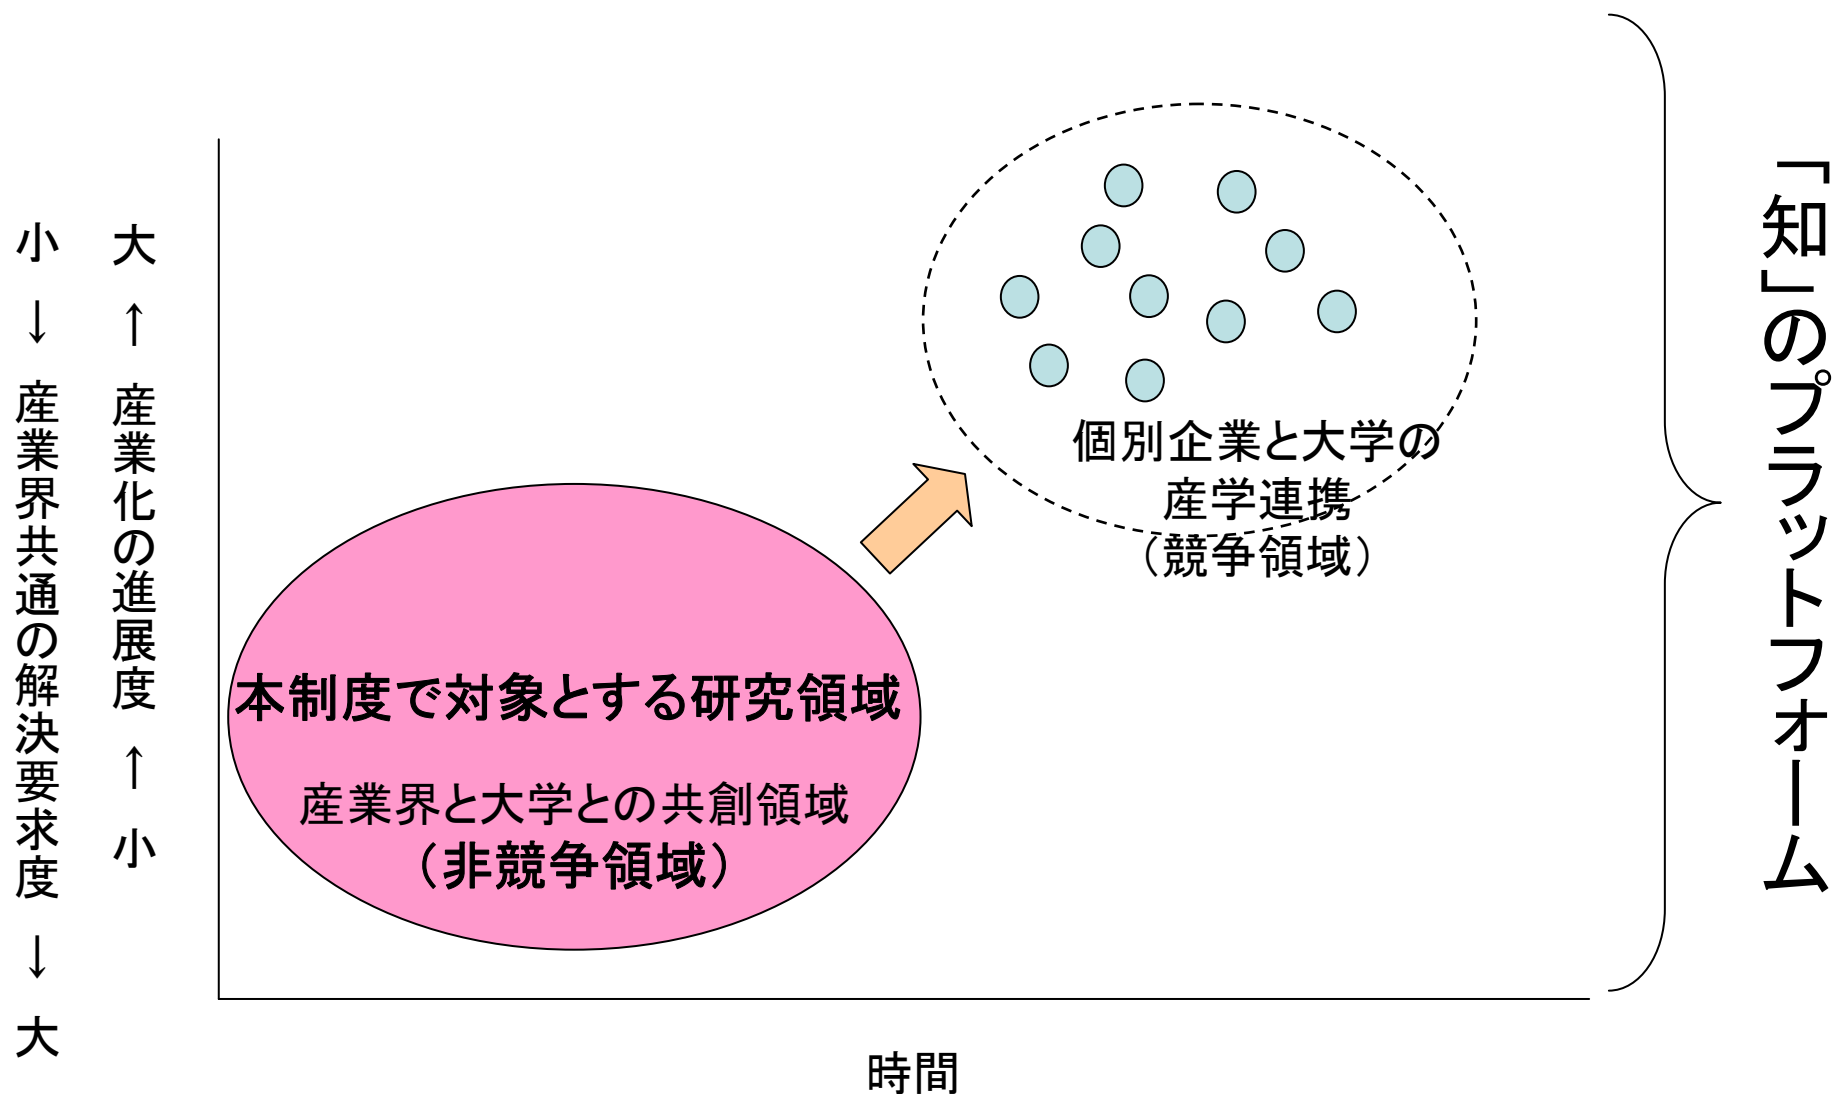 小 ↓ 産業界共通の解決要求度 ↓ 大
大 ↑ 産業化の進展度 ↑ 小
個別企業と大学の
産学連携
（競争領域）
本制度で対象とする研究領域
産業界と大学との共創領域
（非競争領域）
時間
「知」のプラットフォーム